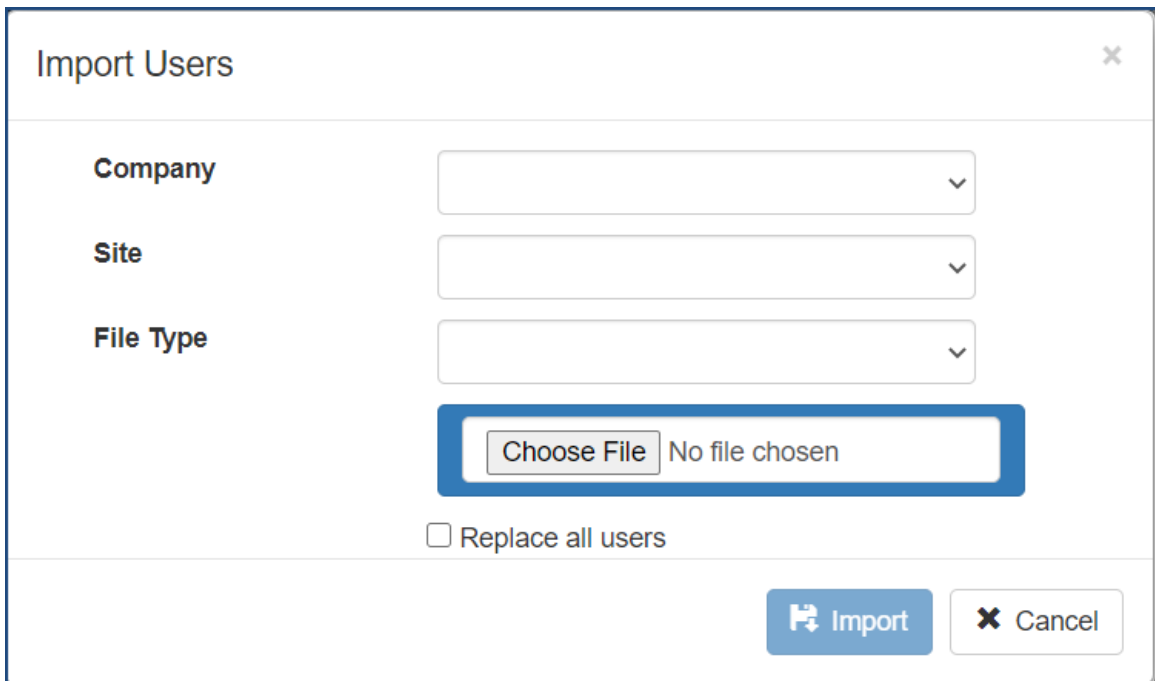 Import Users
Company
Site
File Type
Choose File No file chosen
Replace all users
Import Cancel